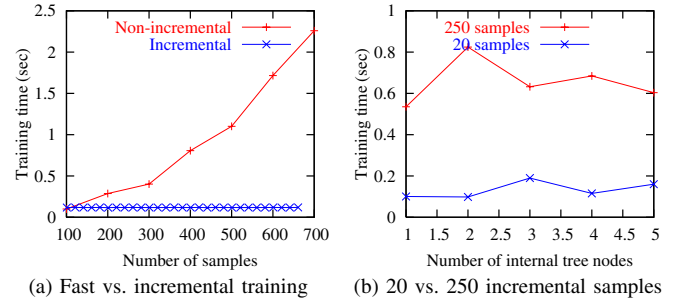 Training time (sec)
2.5
2
1.5
1
0.5
0
Non-incremental
Incremental
100 200 300 400 500 600 700
Number of samples
(a) Fast vs. incremental training
Training time (sec)
1
0.8
0.6
0.4
0.2
0
250 samples
20 samples
1 1.5 2 2.5 3 3.5 4 4.5 5
Number of internal tree nodes
(b) 20 vs. 250 incremental samples